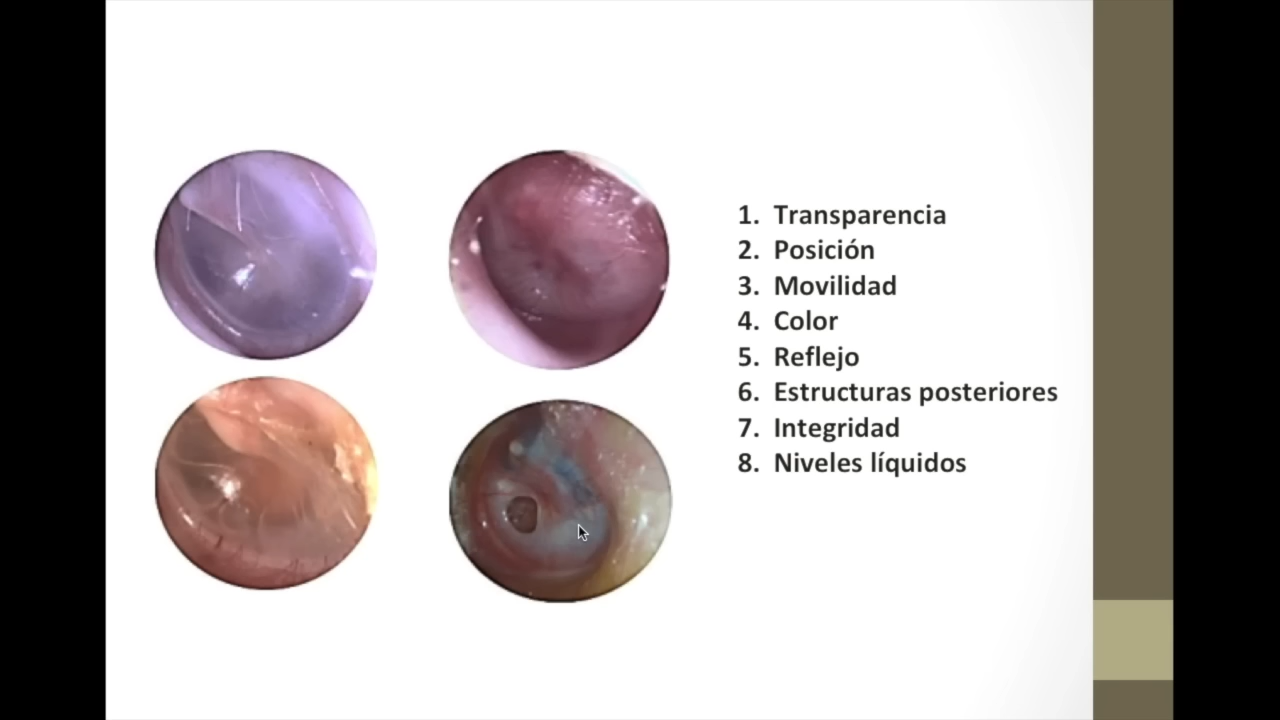 1. Transparencia
2. Posición
3. Movilidad
4. Color
5. Reflejo
6. Estructuras posteriores
7. Integridad
8. Niveles líquidos